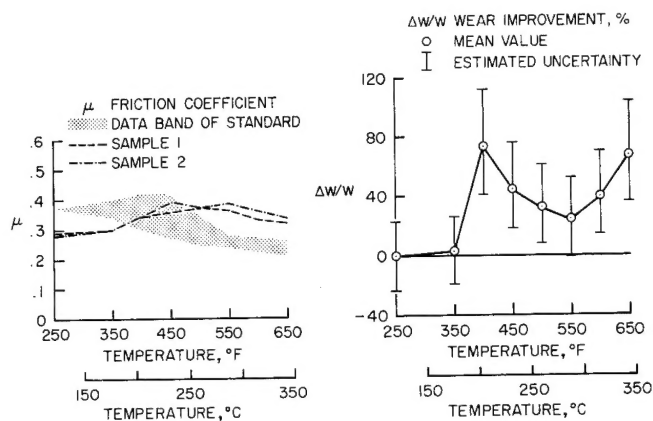 μ FRICTION COEFFICIENT
DATA BAND OF STANDARD
SAMPLE 1
SAMPLE 2
.6
.5
.4
.3
.2
.1
0
μ
250 350 450 550 650
TEMPERATURE, °F
150 250 350
TEMPERATURE, °C
ΔW/W WEAR IMPROVEMENT, %
MEAN VALUE
ESTIMATED UNCERTAINTY
120
80
40
0
-40
ΔW/W
250 350 450 550 650
TEMPERATURE, °F
150 250 350
TEMPERATURE, °C